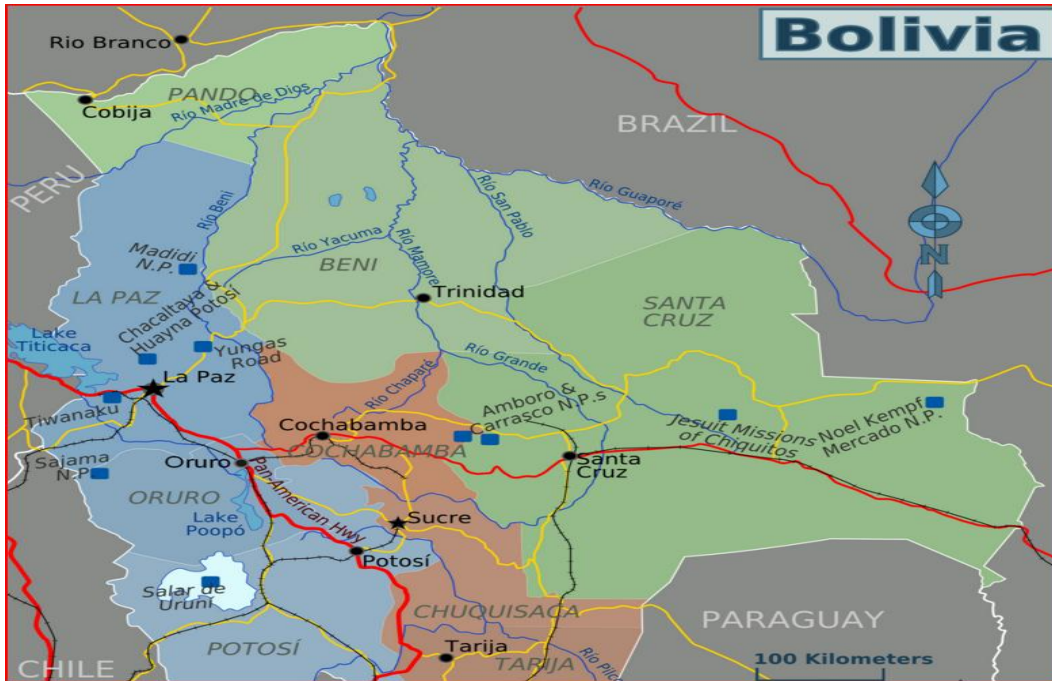 Bolivia
Rio Branco
PANDO
Río Madre de Dios
Cobija
BRAZIL
PERU
Río Beni
Río San Pablo
Río Guaporé
Río Yacuma
Río Mamoré
Madidi
N.P.
BENI
N
LA PAZ
Chacaltaya &
Huayna Potosí
Trinidad
SANTA
CRUZ
Lake
Titicaca
Yungas
Road
La Paz
Río Grande
Tiwanaku
Río Chaparé
Amboro &
Carrasco N.P.s
Cochabamba
COCHABAMBA
Jesuit Missions
of Chiquitos
Noel Kempf
Mercado N.P.
Sajama
N.P.
Oruro
Santa
Cruz
ORURO
Pan-American Hwy
Lake
Poopó
Sucre
Potosí
Salar de
Uruni
CHUQUISACA
PARAGUAY
POTOSÍ
Tarija
TARIJA
Río Pilco
CHILE
100 Kilometers